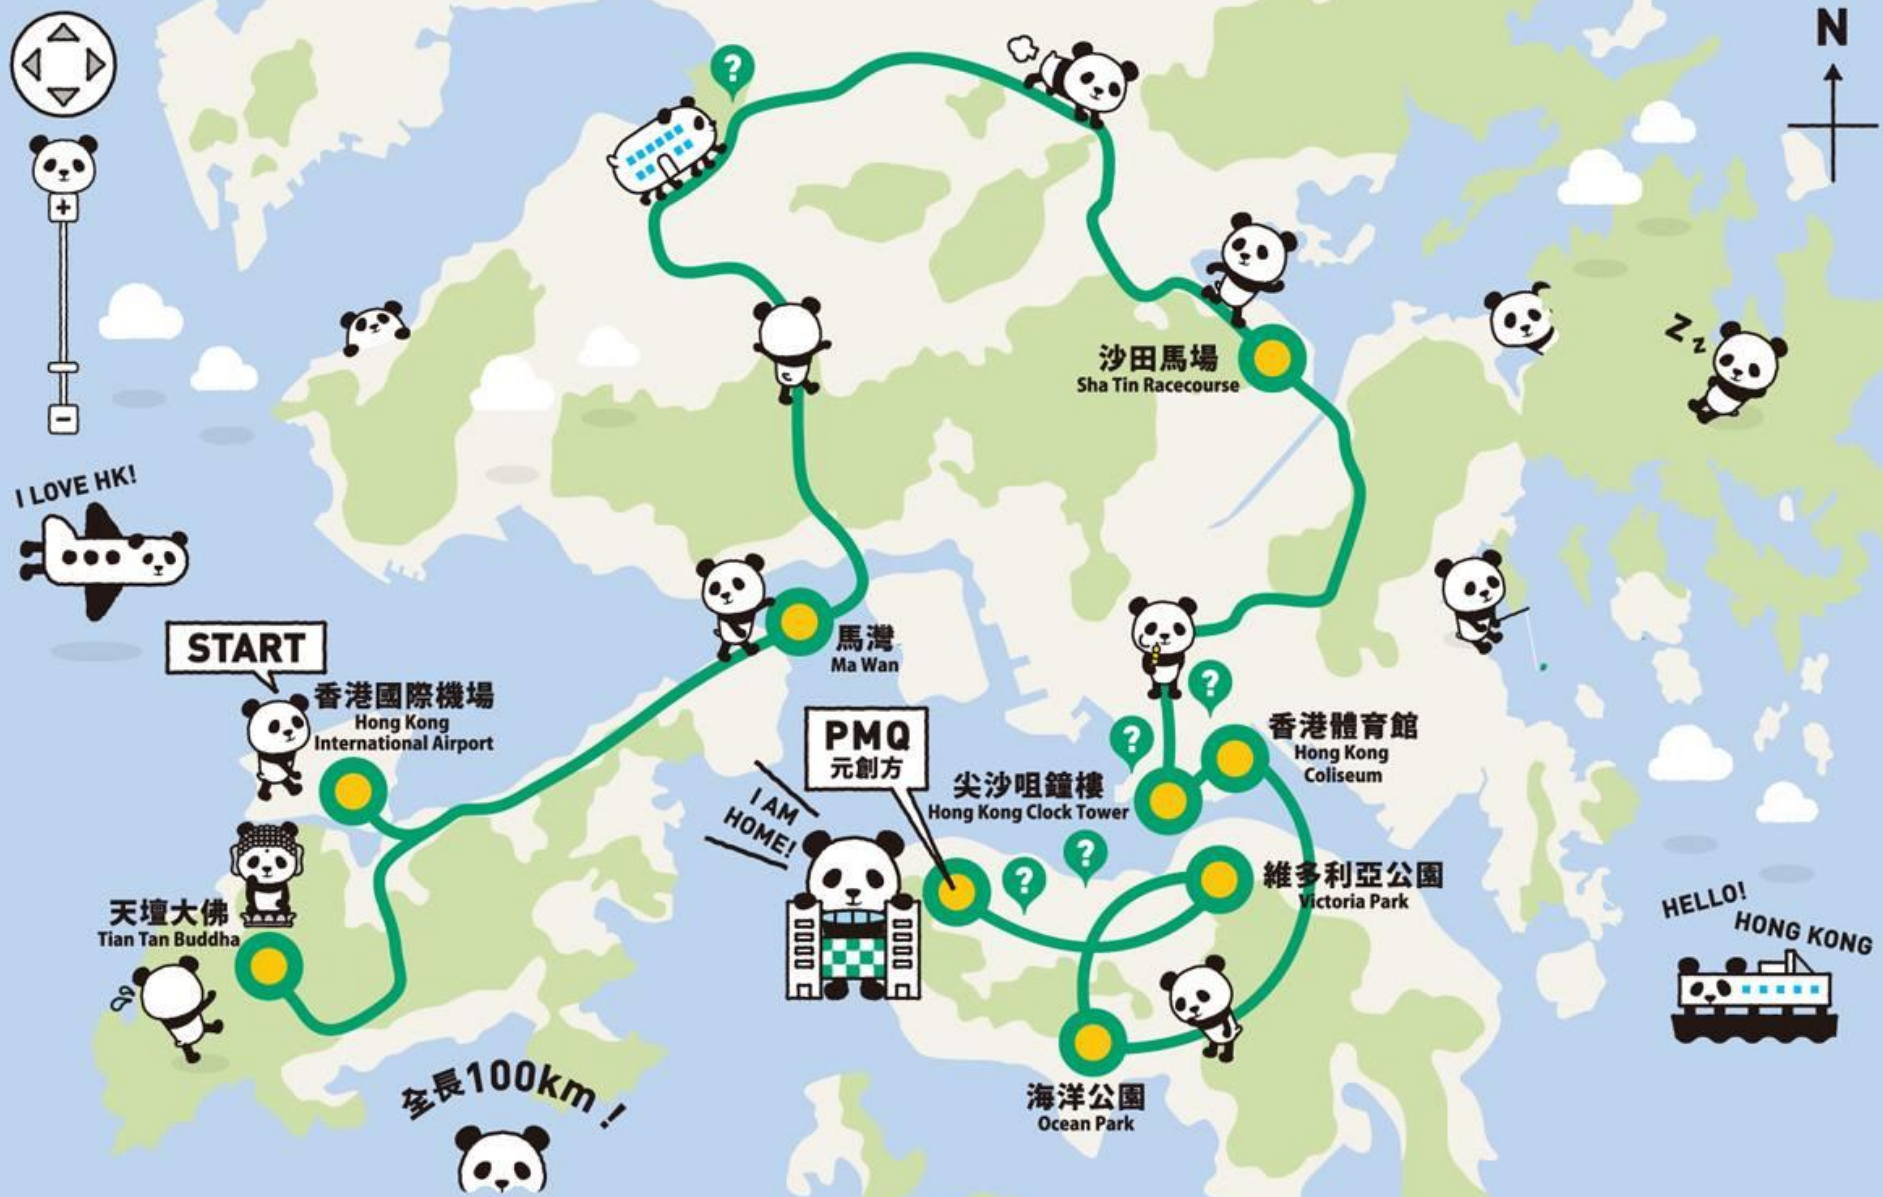 N
?
+
-
沙田馬場
Sha Tin Racecourse
Z z
I LOVE HK!
START
香港國際機場
Hong Kong
International Airport
馬灣
Ma Wan
?
?
香港體育館
Hong Kong
Coliseum
PMQ
元創方
尖沙咀鐘樓
Hong Kong Clock Tower
I AM
HOME!
?
?
維多利亞公園
Victoria Park
天壇大佛
Tian Tan Buddha
HELLO!
HONG KONG
全長100km!
海洋公園
Ocean Park